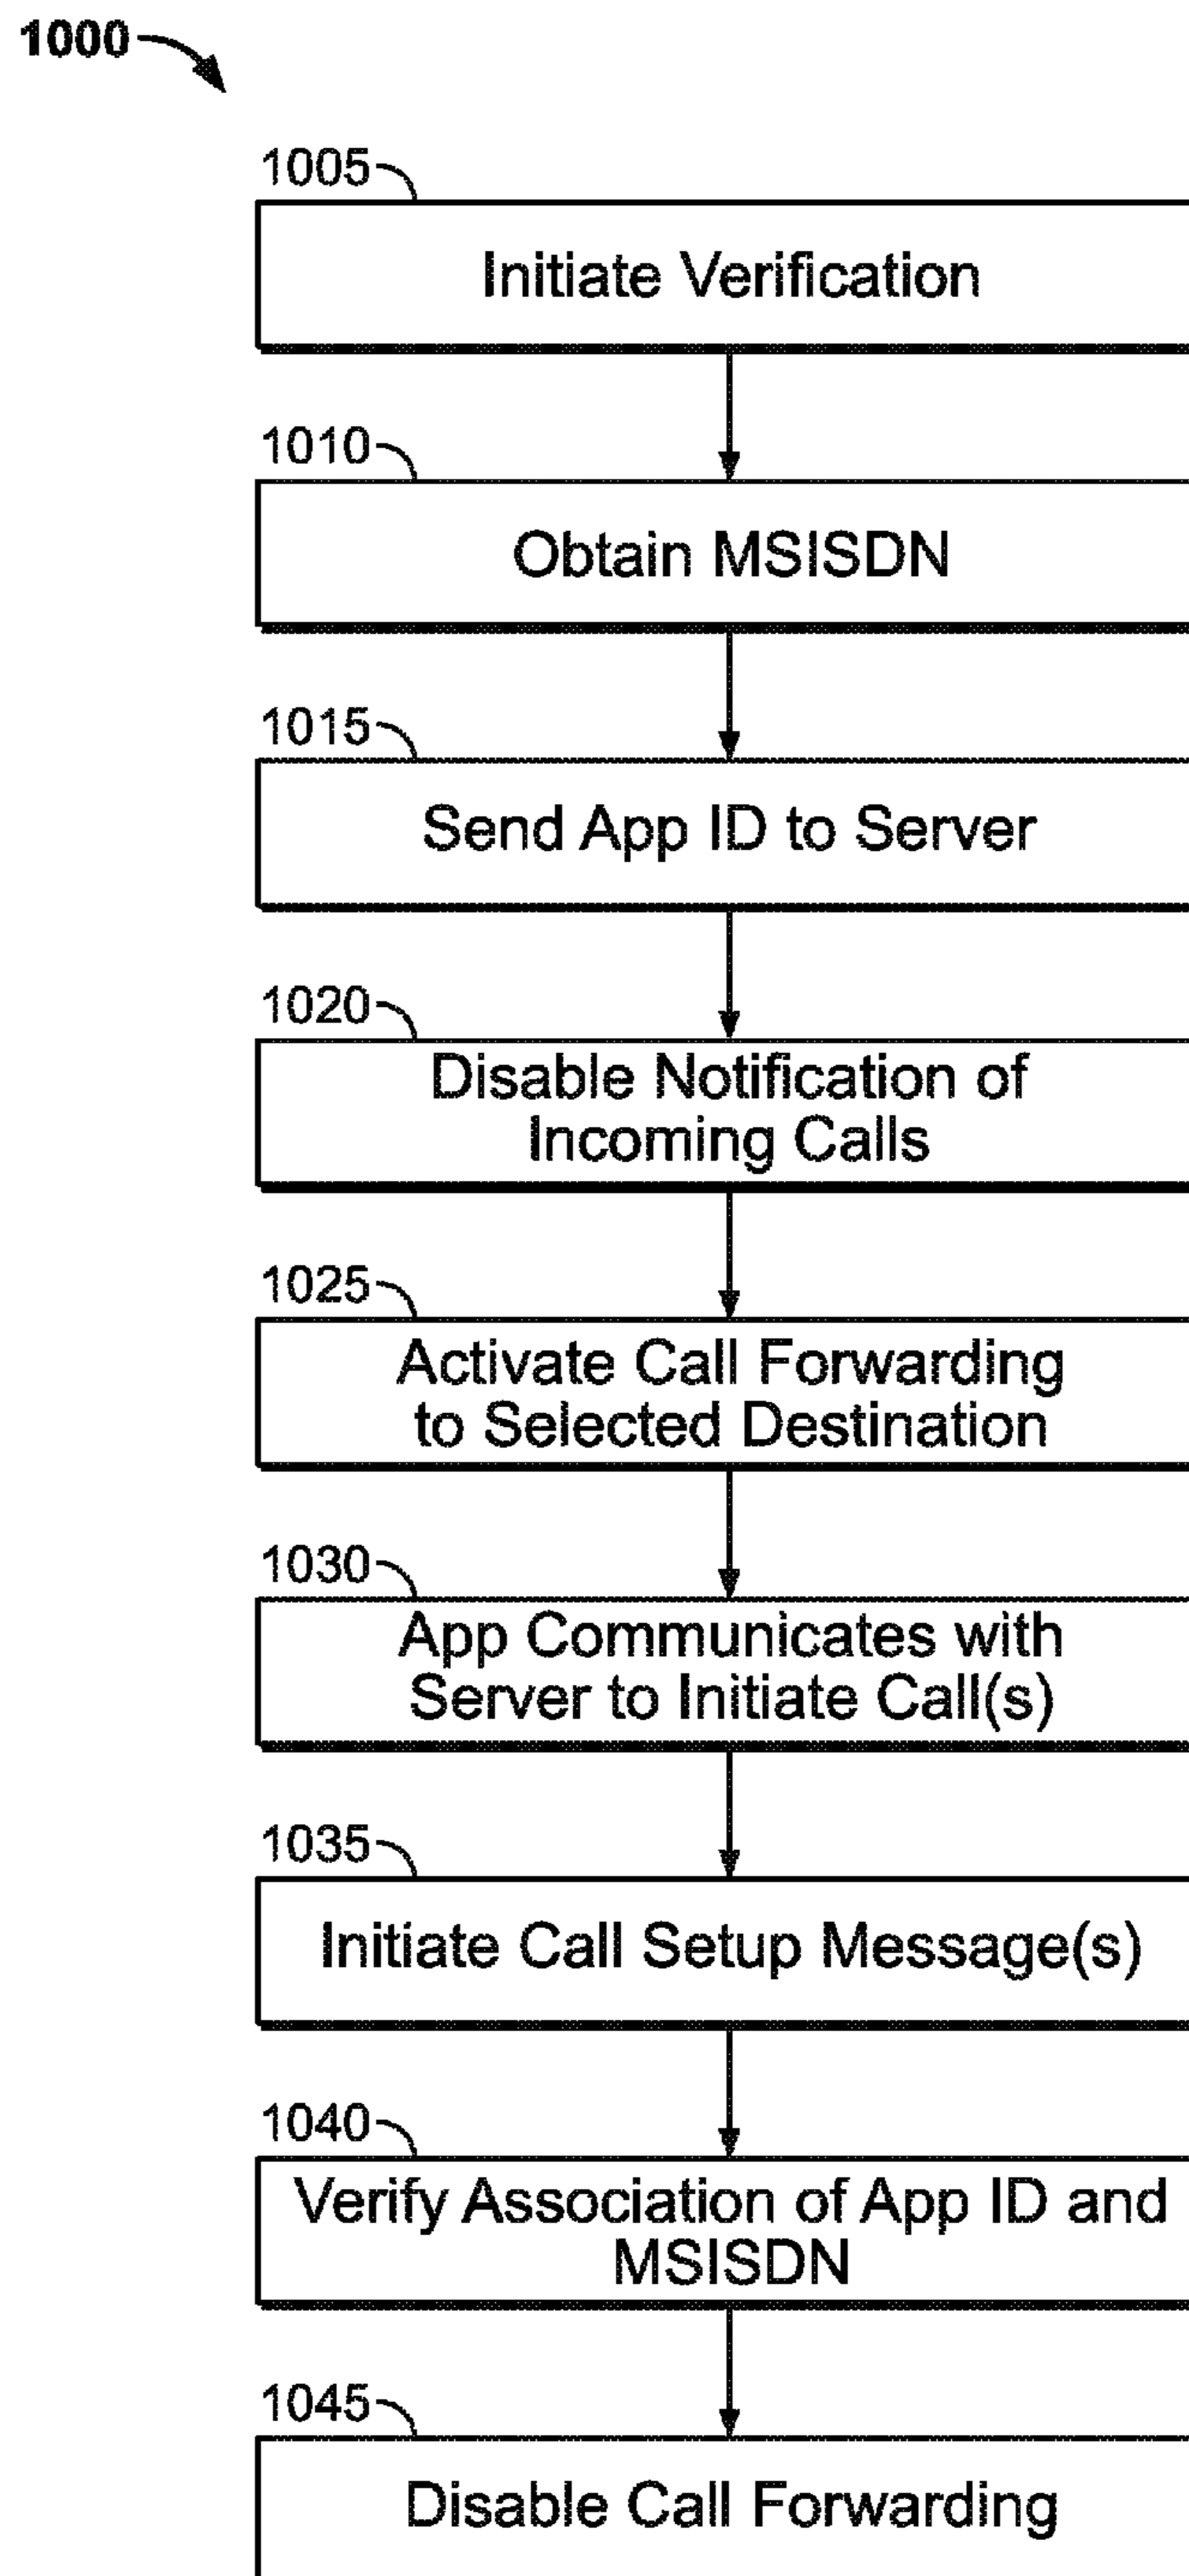 1000
1005
Initiate Verification
1010
Obtain MSISDN
1015
Send App ID to Server
1020
Disable Notification of
Incoming Calls
1025
Activate Call Forwarding
to Selected Destination
1030
App Communicates with
Server to Initiate Call(s)
1035
Initiate Call Setup Message(s)
1040
Verify Association of App ID and
MSISDN
1045
Disable Call Forwarding